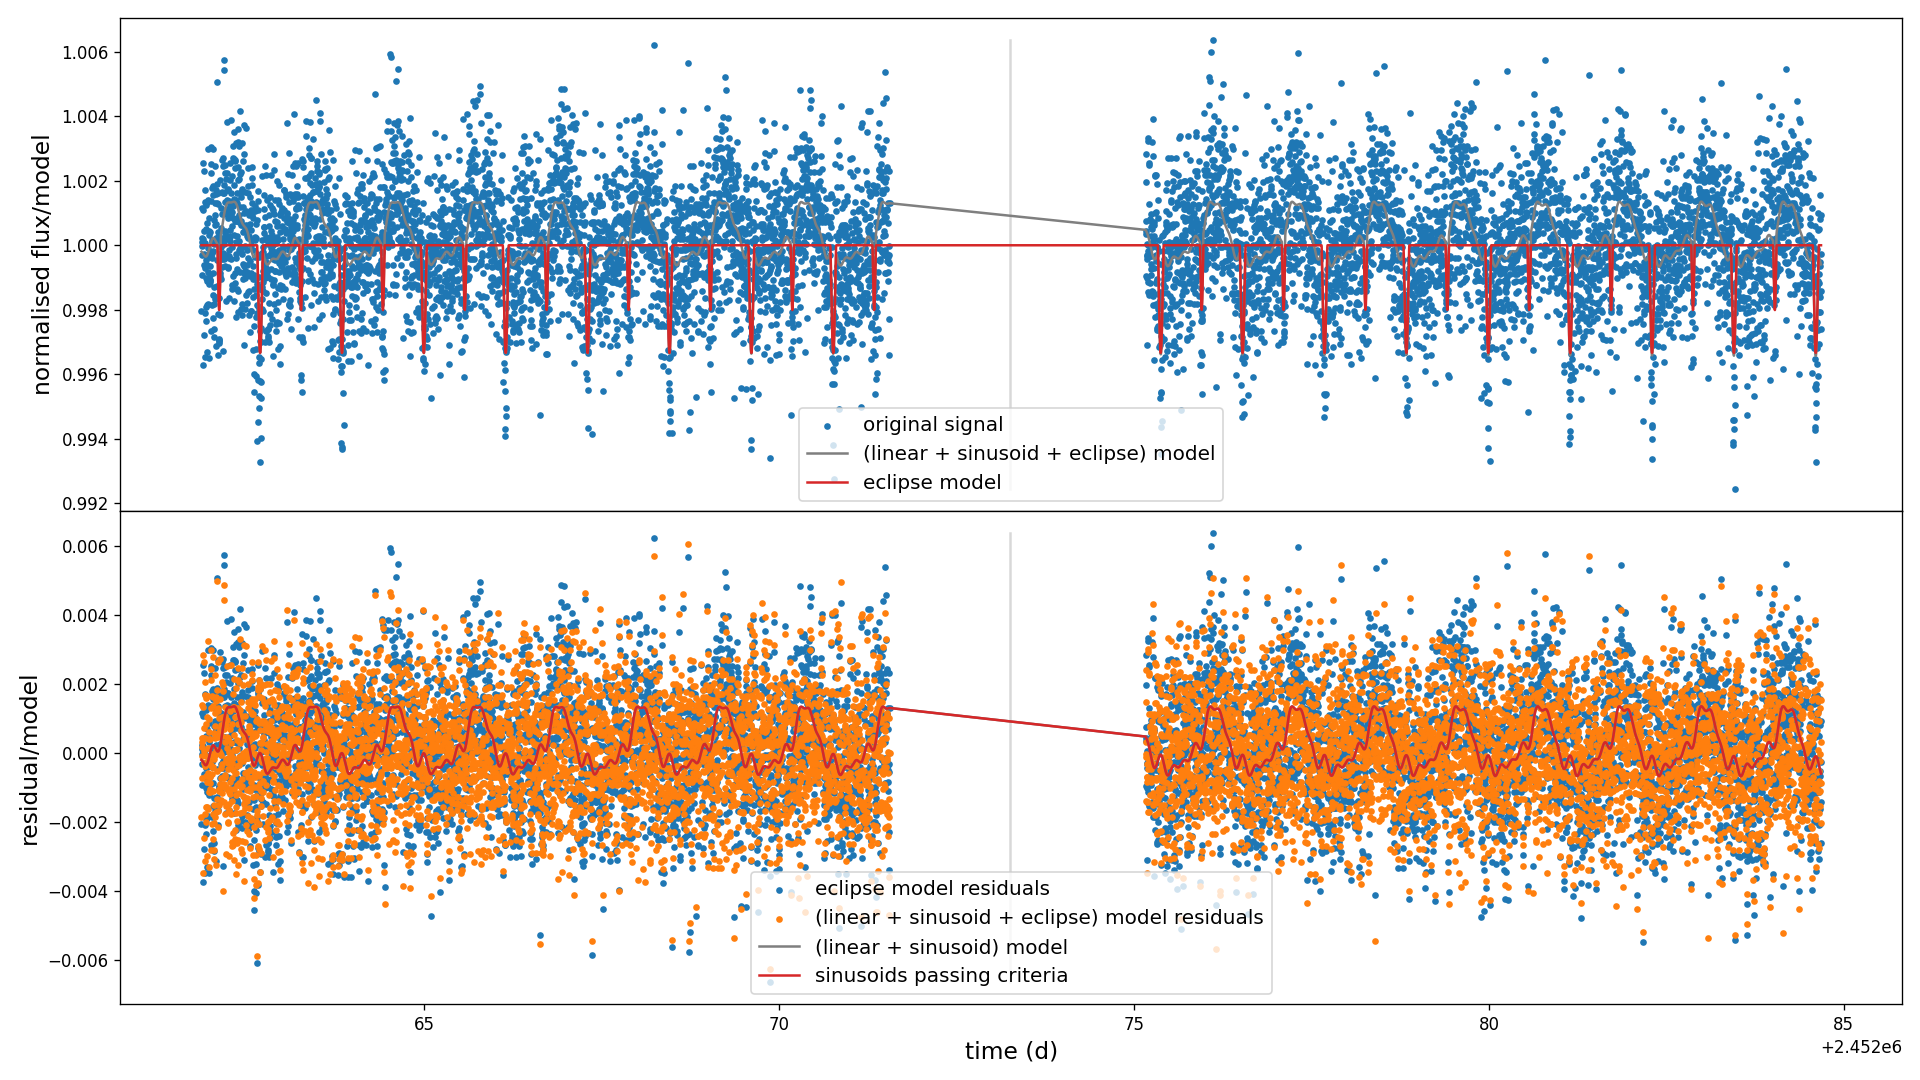 normalised flux/model
1.006
1.004
1.002
1.000
0.998
0.996
0.994
0.992
original signal
(linear + sinusoid + eclipse) model
eclipse model
residual/model
0.006
0.004
0.002
0.000
−0.002
−0.004
−0.006
eclipse model residuals
(linear + sinusoid + eclipse) model residuals
(linear + sinusoid) model
sinusoids passing criteria
65 70 75 80 85
+2.452e6
time (d)